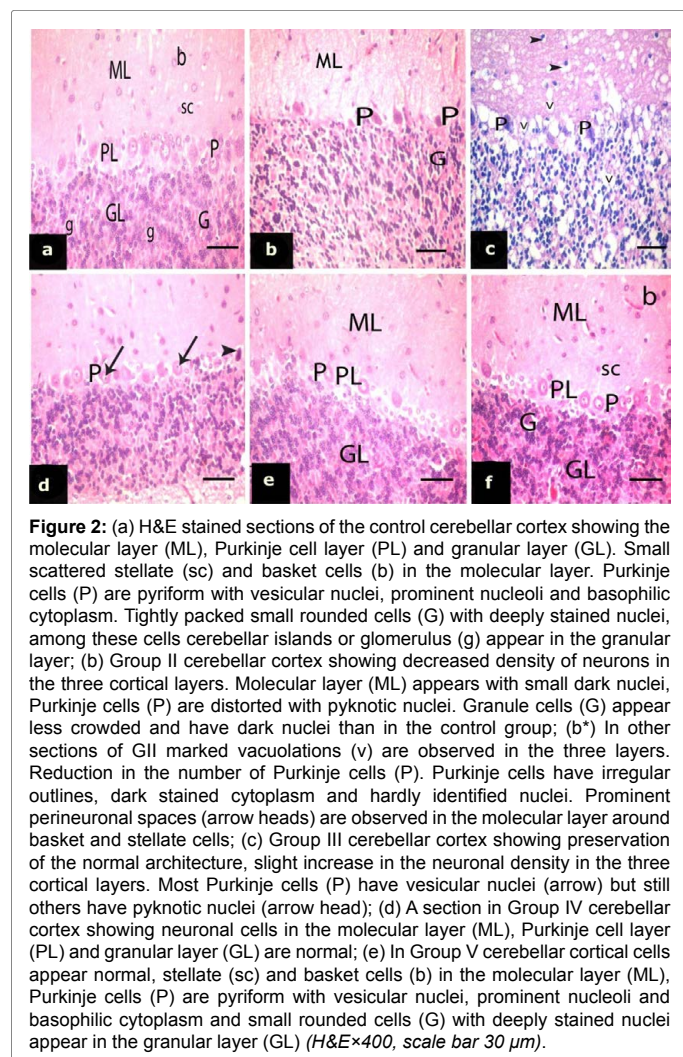 ML
b
sc
PL
P
GL
g
g
G
a
ML
P
P
G
b
P
v
P
v
v
c
P
d
ML
P
PL
GL
e
b
ML
sc
PL
P
G
GL
f
Figure 2: (a) H&E stained sections of the control cerebellar cortex showing the
molecular layer (ML), Purkinje cell layer (PL) and granular layer (GL). Small
scattered stellate (sc) and basket cells (b) in the molecular layer. Purkinje
cells (P) are pyriform with vesicular nuclei, prominent nucleoli and basophilic
cytoplasm. Tightly packed small rounded cells (G) with deeply stained nuclei,
among these cells cerebellar islands or glomerulus (g) appear in the granular
layer; (b) Group II cerebellar cortex showing decreased density of neurons in
the three cortical layers. Molecular layer (ML) appears with small dark nuclei,
Purkinje cells (P) are distorted with pyknotic nuclei. Granule cells (G) appear
less crowded and have dark nuclei than in the control group; (b*) In other
sections of GII marked vacuolations (v) are observed in the three layers.
Reduction in the number of Purkinje cells (P). Purkinje cells have irregular
outlines, dark stained cytoplasm and hardly identified nuclei. Prominent
perineuronal spaces (arrow heads) are observed in the molecular layer around
basket and stellate cells; (c) Group III cerebellar cortex showing preservation
of the normal architecture, slight increase in the neuronal density in the three
cortical layers. Most Purkinje cells (P) have vesicular nuclei (arrow) but still
others have pyknotic nuclei (arrow head); (d) A section in Group IV cerebellar
cortex showing neuronal cells in the molecular layer (ML), Purkinje cell layer
(PL) and granular layer (GL) are normal; (e) In Group V cerebellar cortical cells
appear normal, stellate (sc) and basket cells (b) in the molecular layer (ML),
Purkinje cells (P) are pyriform with vesicular nuclei, prominent nucleoli and
basophilic cytoplasm and small rounded cells (G) with deeply stained nuclei
appear in the granular layer (GL) (H&E×400, scale bar 30 µm).